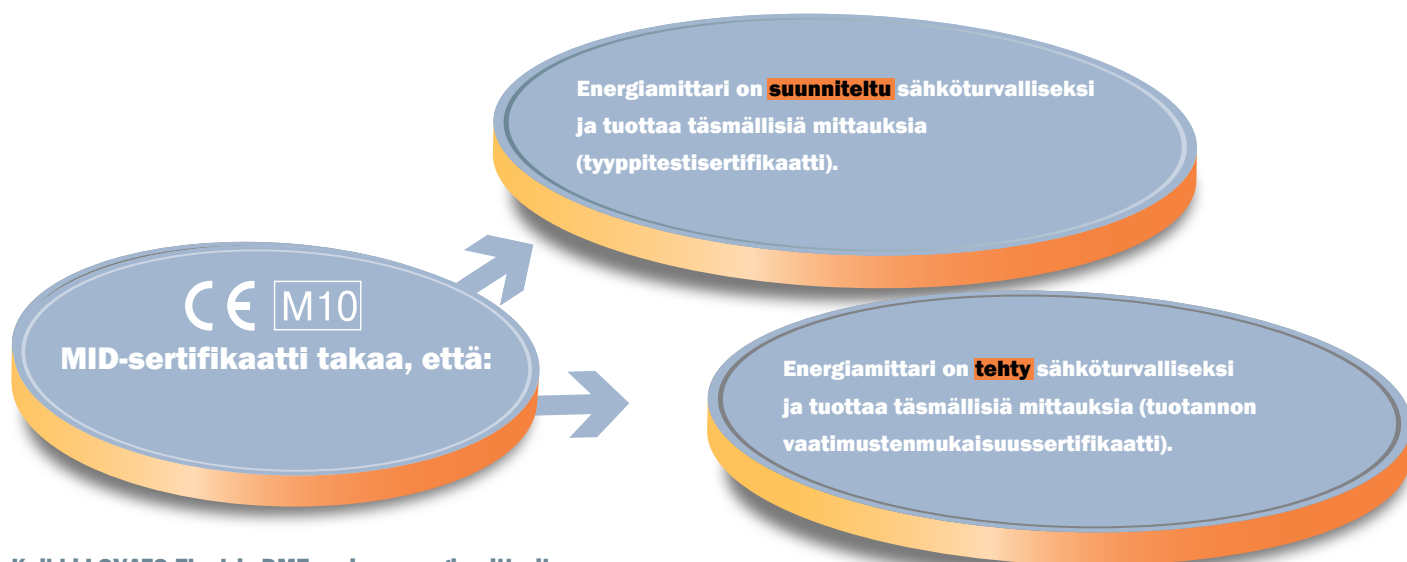 Energiamittari on suunniteltu sähköturvalliseksi
ja tuottaa täsmällisiä mittauksia
(tyyppitestisertifikaatti).
CE M10
MID-sertifikaatti takaa, että:
Energiamittari on tehty sähköturvalliseksi
ja tuottaa täsmällisiä mittauksia (tuotannon
vaatimustenmukaisuussertifikaatti).